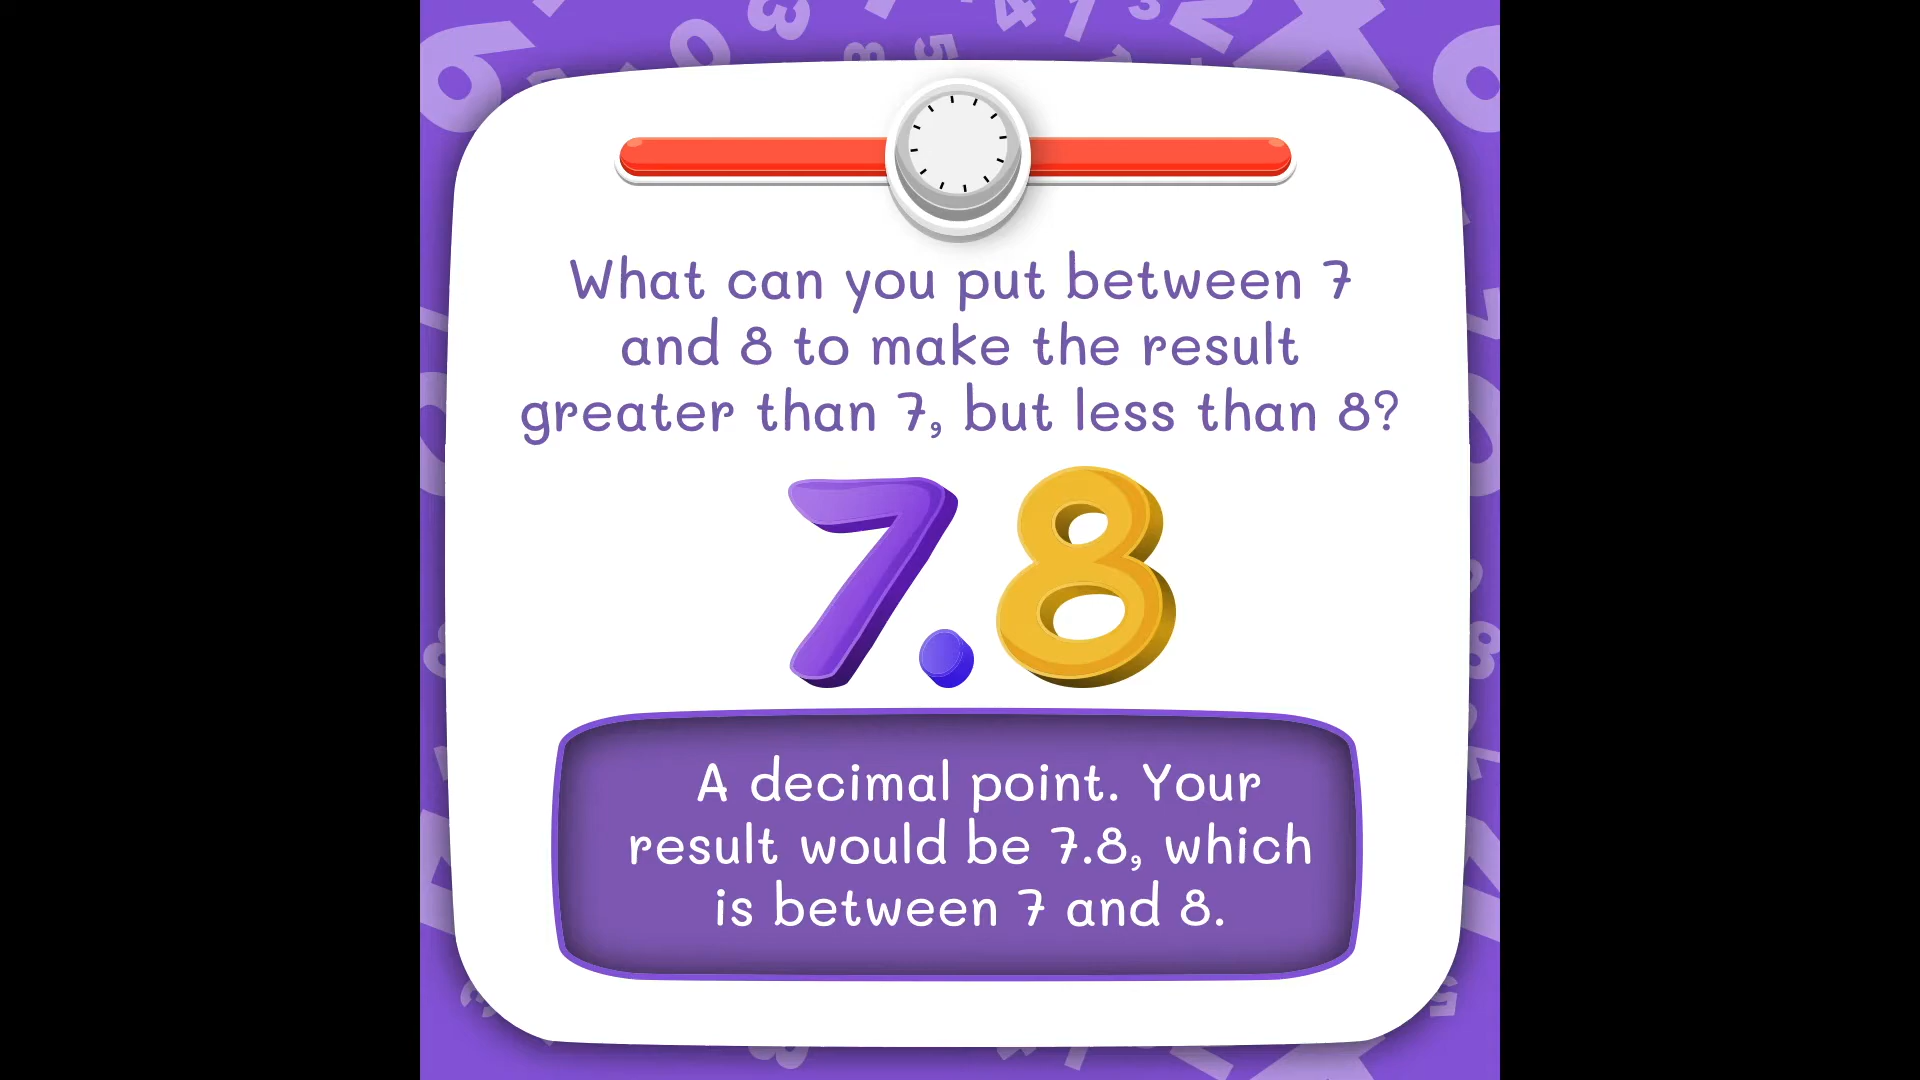 What can you put between 7
and 8 to make the result
greater than 7, but less than 8?
7.8
A decimal point. Your
result would be 7.8, which
is between 7 and 8.